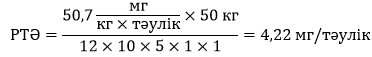 РТӘ = (50,7 мг / (кг × тәулік) × 50 кг) / (12 × 10 × 5 × 1 × 1) = 4,22 мг/тәулік